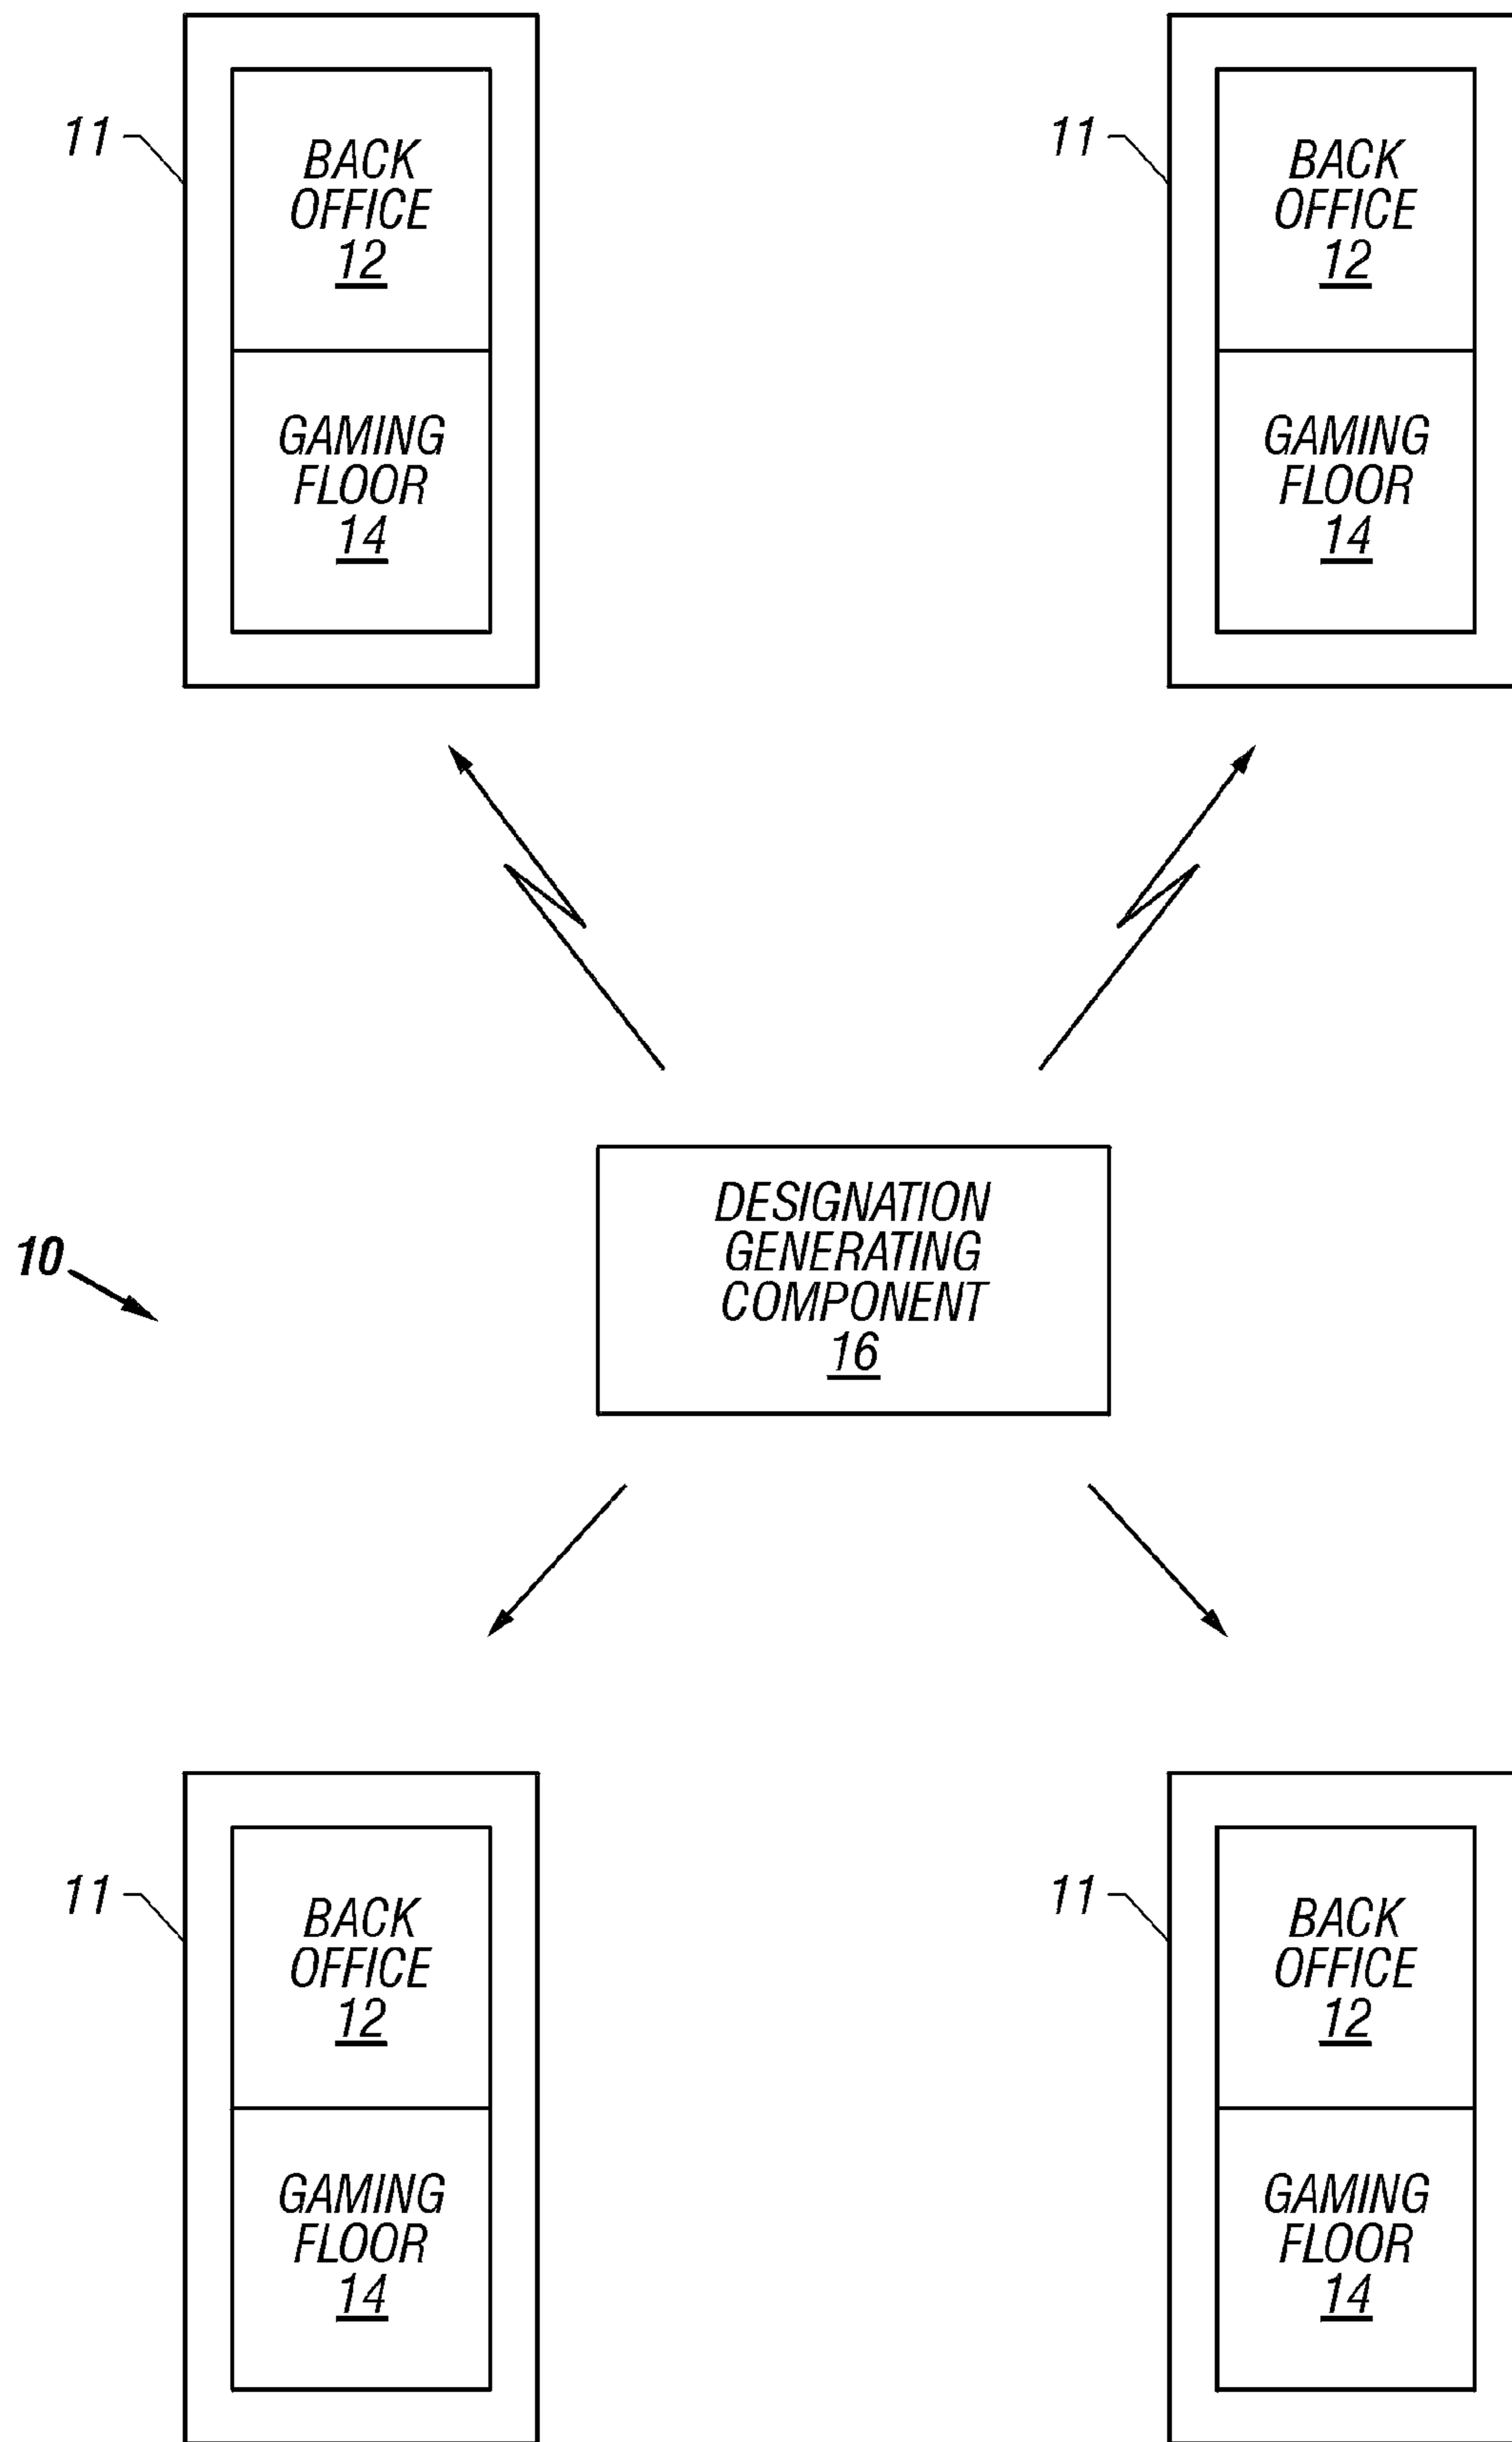 11
BACK
OFFICE
12
GAMING
FLOOR
14
11
BACK
OFFICE
12
GAMING
FLOOR
14
10
DESIGNATION
GENERATING
COMPONENT
16
11
BACK
OFFICE
12
GAMING
FLOOR
14
11
BACK
OFFICE
12
GAMING
FLOOR
14